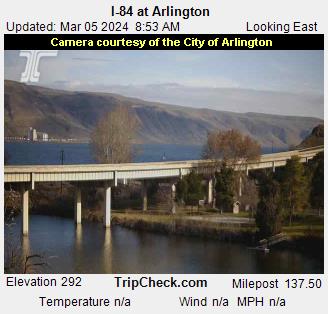 I-84 at Arlington
Updated: Mar 05 2024 8:53 AM Looking East
Camera courtesy of the City of Arlington
Elevation 292 TripCheck.com Milepost 137.50
Temperature n/a Wind n/a MPH n/a